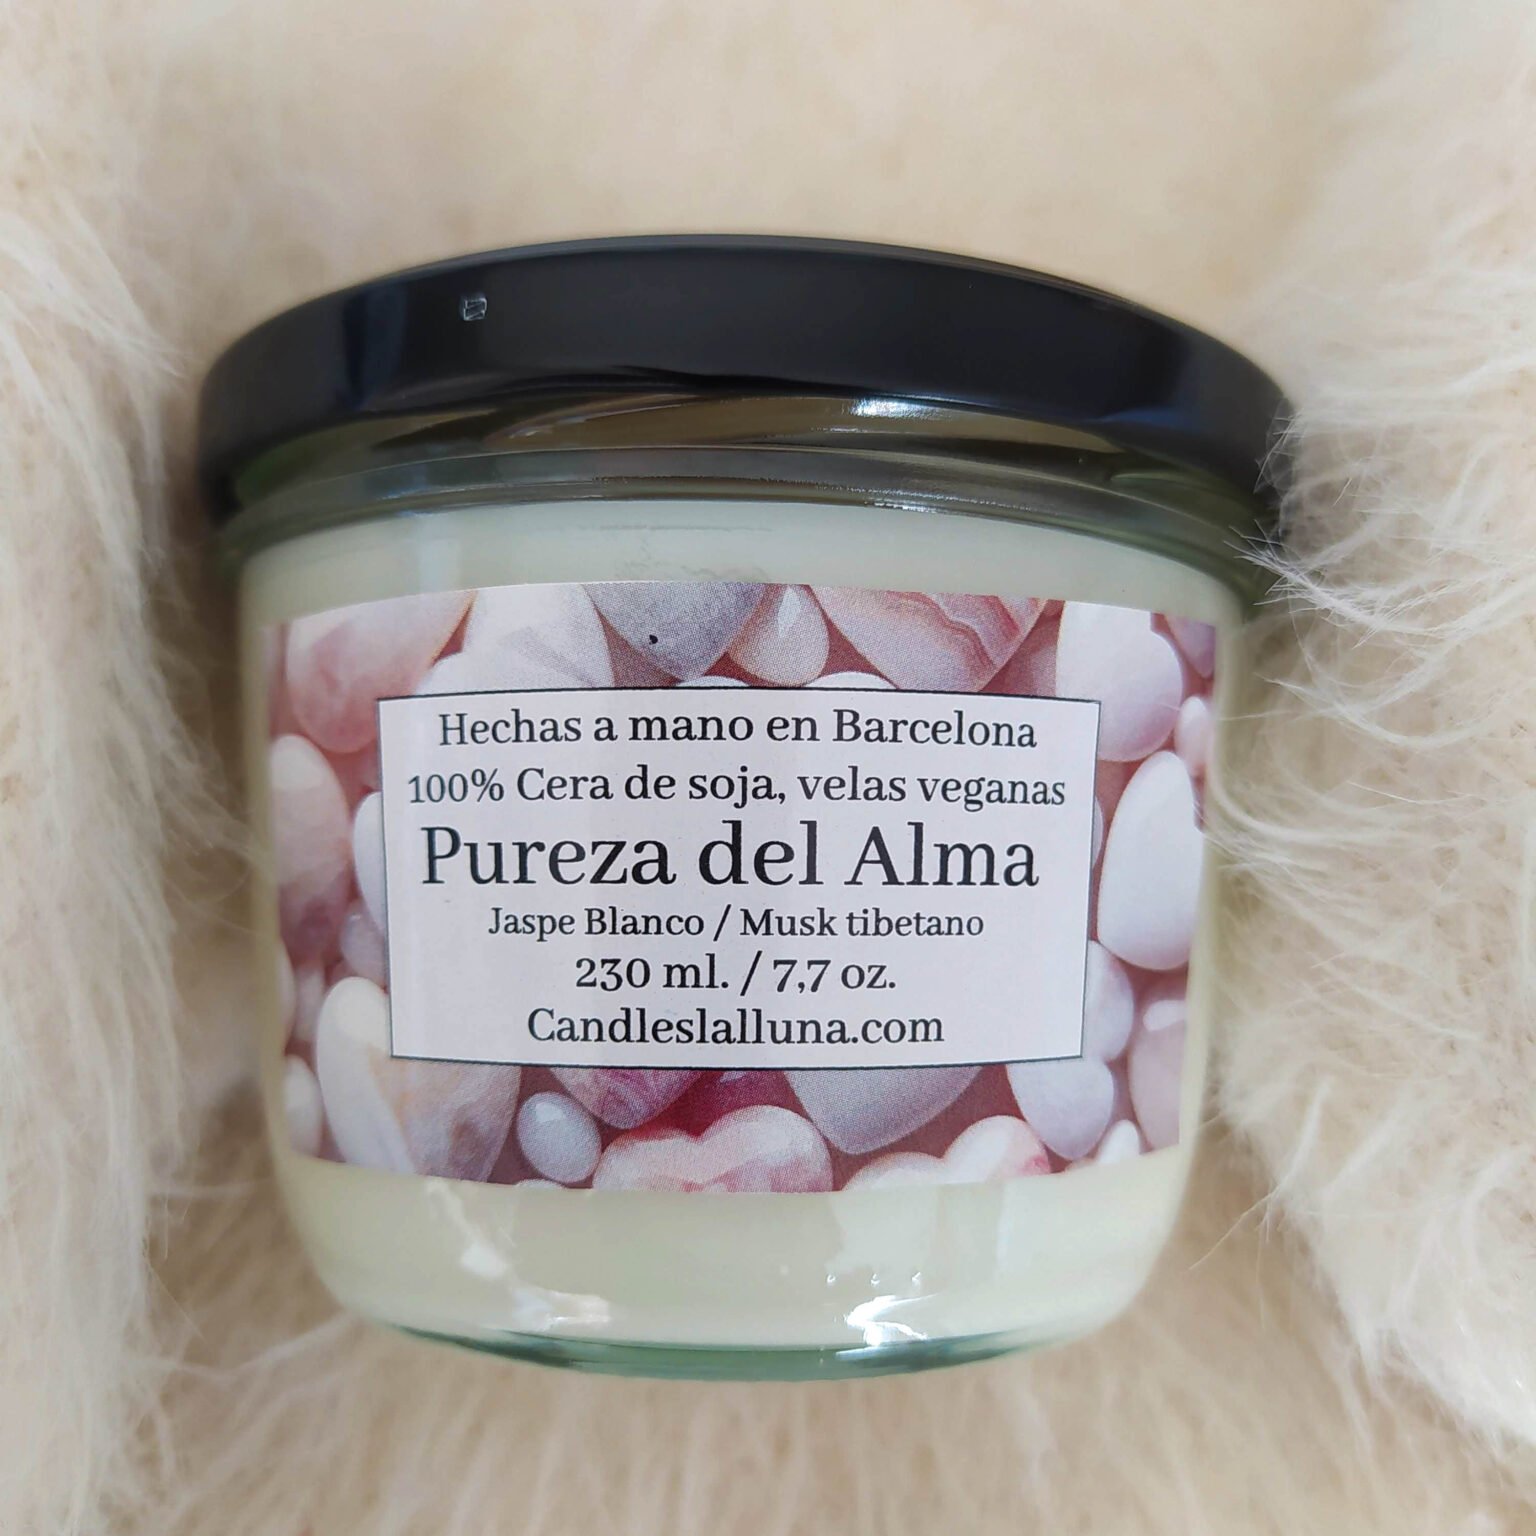 Hechas a mano en Barcelona
100% Cera de soja, velas veganas
Pureza del Alma
Jaspe Blanco / Musk tibetano
230 ml. / 7,7 oz.
Candleslalluna.com